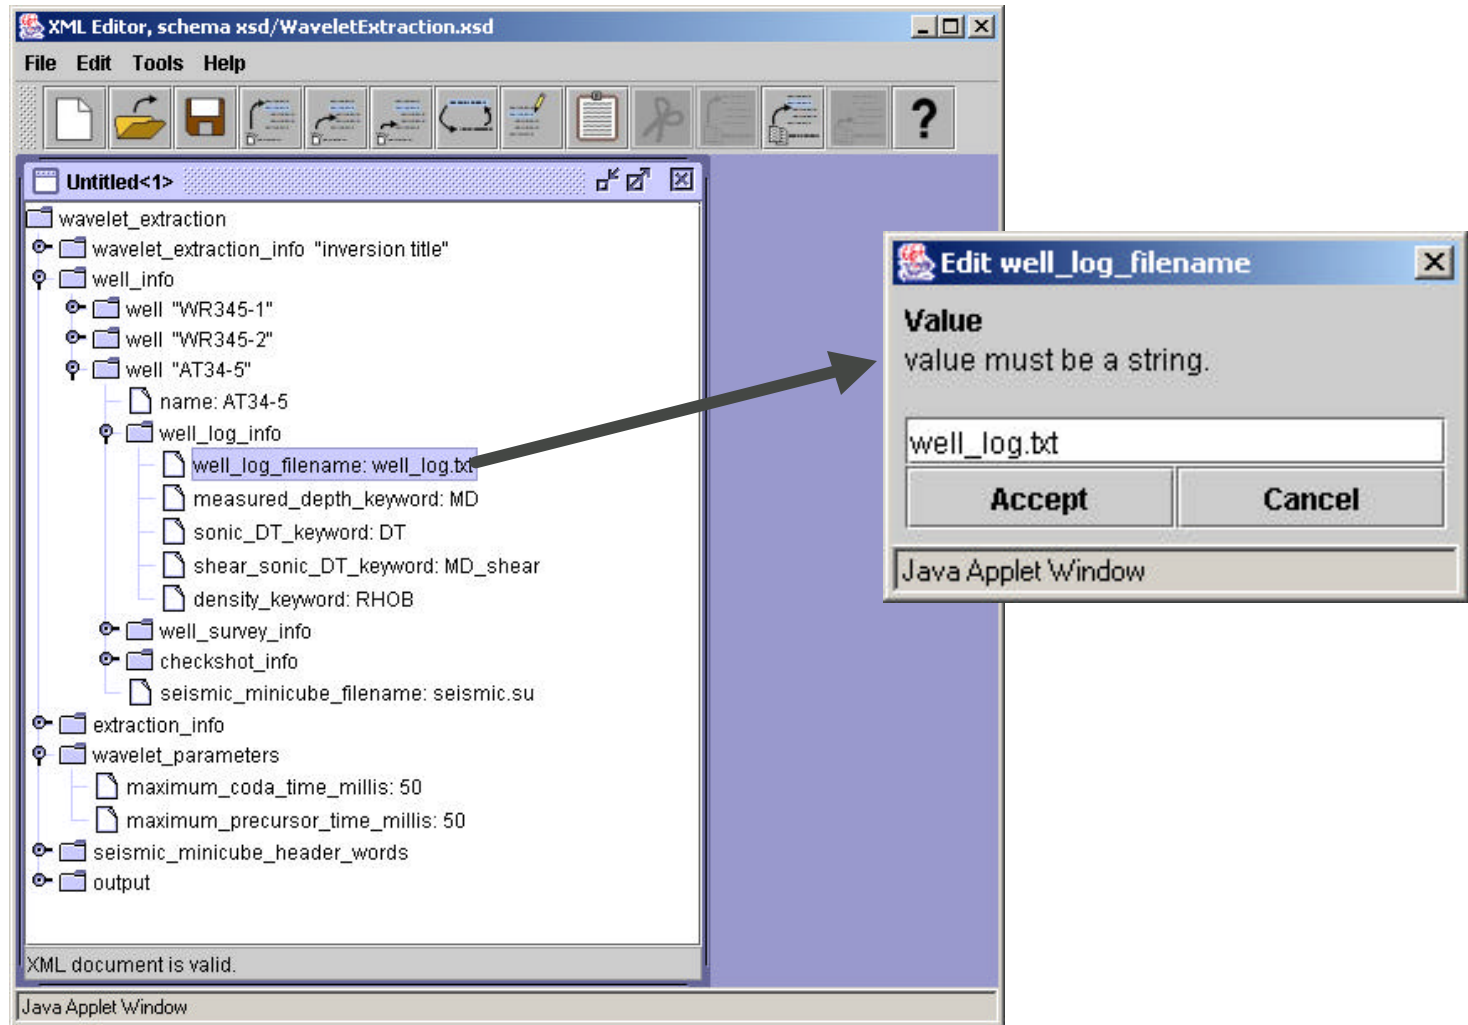 XML Editor, schema xsd/WaveletExtraction.xsd
File Edit Tools Help
?
Untitled<1>
wavelet_extraction
wavelet_extraction_info "inversion title"
well_info
well "WR345-1"
well "WR345-2"
well "AT34-5"
name: AT34-5
well_log_info
well_log_filename: well_log.txt
measured_depth_keyword: MD
sonic_DT_keyword: DT
shear_sonic_DT_keyword: MD_shear
density_keyword: RHOB
well_survey_info
checkshot_info
seismic_minicube_filename: seismic.su
extraction_info
wavelet_parameters
maximum_coda_time_millis: 50
maximum_precursor_time_millis: 50
seismic_minicube_header_words
output
XML document is valid.
Java Applet Window
Edit well_log_filename
Value
value must be a string.
well_log.txt
Accept Cancel
Java Applet Window